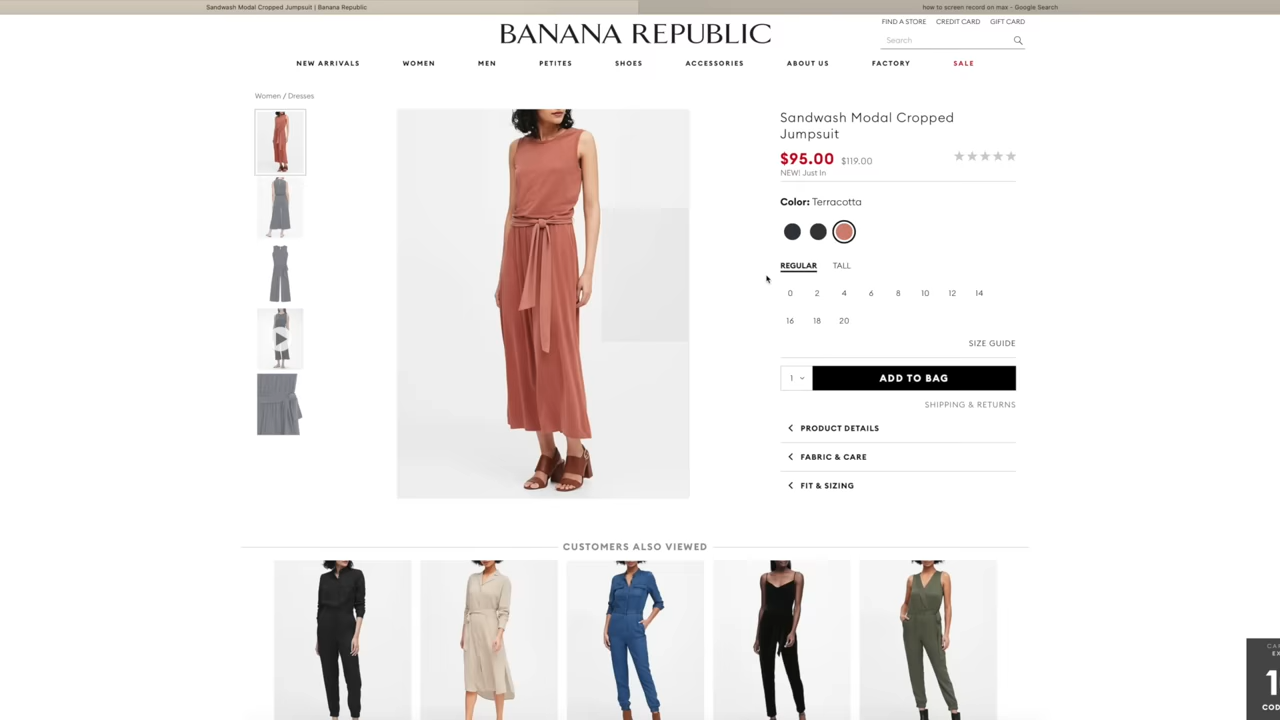 Sandwash Modal Cropped Jumpsuit | Banana Republic
how to screen record on max - Google Search
FIND A STORE CREDIT CARD GIFT CARD
BANANA REPUBLIC
Search
NEW ARRIVALS WOMEN MEN PETITES SHOES ACCESSORIES ABOUT US FACTORY SALE
Women / Dresses
Sandwash Modal Cropped
Jumpsuit
$95.00 $119.00
NEW! Just In
Color: Terracotta
REGULAR TALL
0 2 4 6 8 10 12 14
16 18 20
SIZE GUIDE
1 ADD TO BAG
SHIPPING & RETURNS
PRODUCT DETAILS
FABRIC & CARE
FIT & SIZING
CUSTOMERS ALSO VIEWED